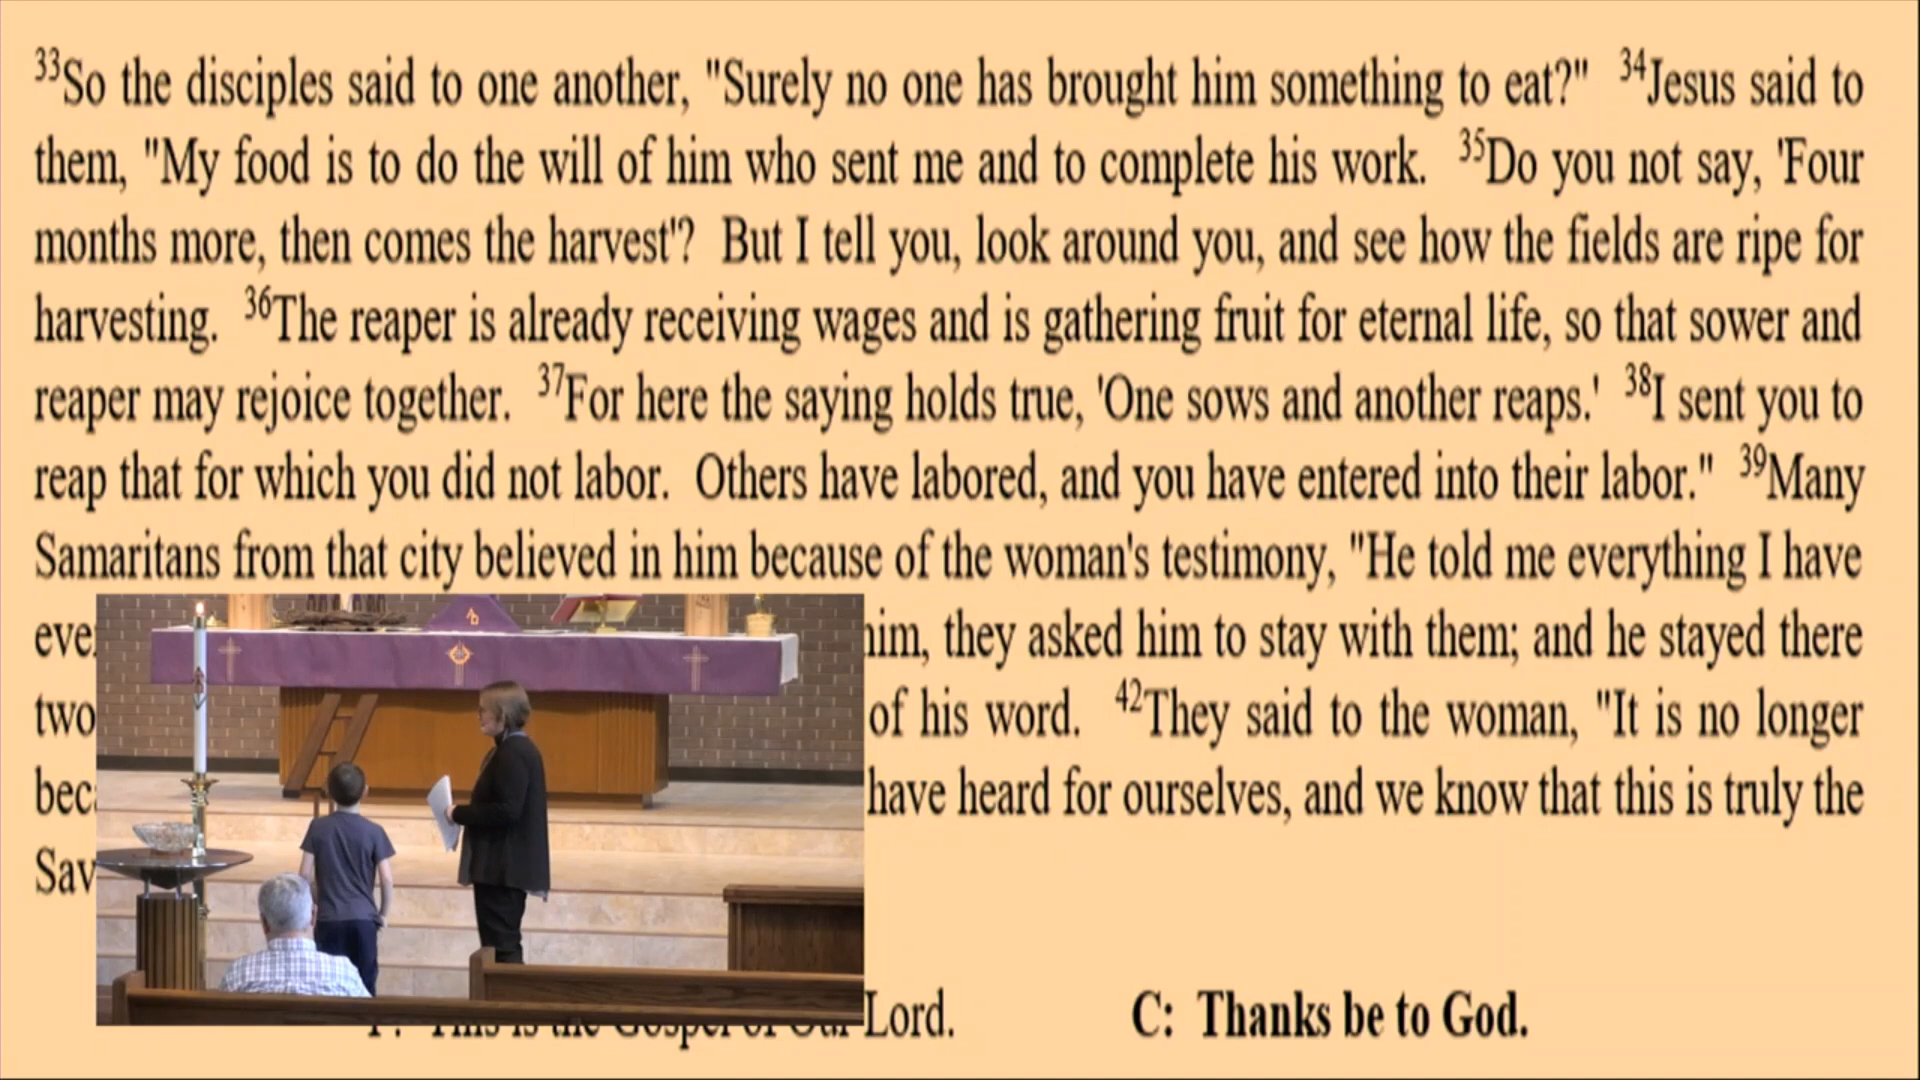 33So the disciples said to one another, "Surely no one has brought him something to eat?" 34Jesus said to
them, "My food is to do the will of him who sent me and to complete his work. 35Do you not say, 'Four
months more, then comes the harvest'? But I tell you, look around you, and see how the fields are ripe for
harvesting. 36The reaper is already receiving wages and is gathering fruit for eternal life, so that sower and
reaper may rejoice together. 37For here the saying holds true, 'One sows and another reaps.' 38I sent you to
reap that for which you did not labor. Others have labored, and you have entered into their labor." 39Many
Samaritans from that city believed in him because of the woman's testimony, "He told me everything I have
him, they asked him to stay with them; and he stayed there
two of his word. 42They said to the woman, "It is no longer
have heard for ourselves, and we know that this is truly the
This is the Gospel of Our Lord. C: Thanks be to God.